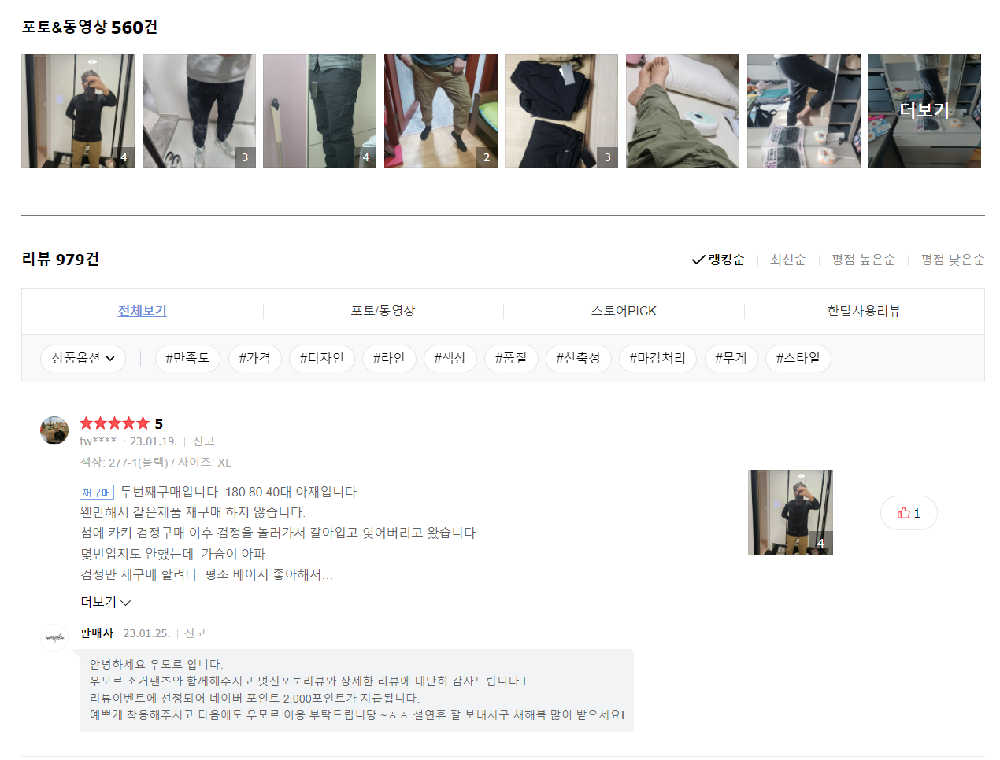 포토&동영상 560건
4
3
4
2
3
더보기
리뷰 979건
랭킹순 최신순 평점 높은순 평점 낮은순
전체보기 포토/동영상 스토어PICK 한달사용리뷰
상품옵션 #만족도 #가격 #디자인 #라인 #색상 #품질 #신축성 #마감처리 #무게 #스타일
5
tw**** · 23.01.19. 신고
색상: 277-1(블랙) / 사이즈: XL
재구매 두번째구매입니다 180 80 40대 아재입니다
왠만해서 같은제품 재구매 하지 않습니다.
첨에 카키 검정구매 이후 검정을 놀러가서 갈아입고 잊어버리고 왔습니다.
몇번입지도 안했는데 가슴이 아파
검정만 재구매 할려다 평소 베이지 좋아해서...
4
1
더보기
umoru
판매자 23.01.25. 신고
안녕하세요 우모르 입니다.
우모르 조거팬츠와 함께해주시고 멋진포토리뷰와 상세한 리뷰에 대단히 감사드립니다 !
리뷰이벤트에 선정되어 네이버 포인트 2,000포인트가 지급됩니다.
예쁘게 착용해주시고 다음에도 우모르 이용 부탁드립니당 ~ㅎㅎ 설연휴 잘 보내시구 새해복 많이 받으세요!